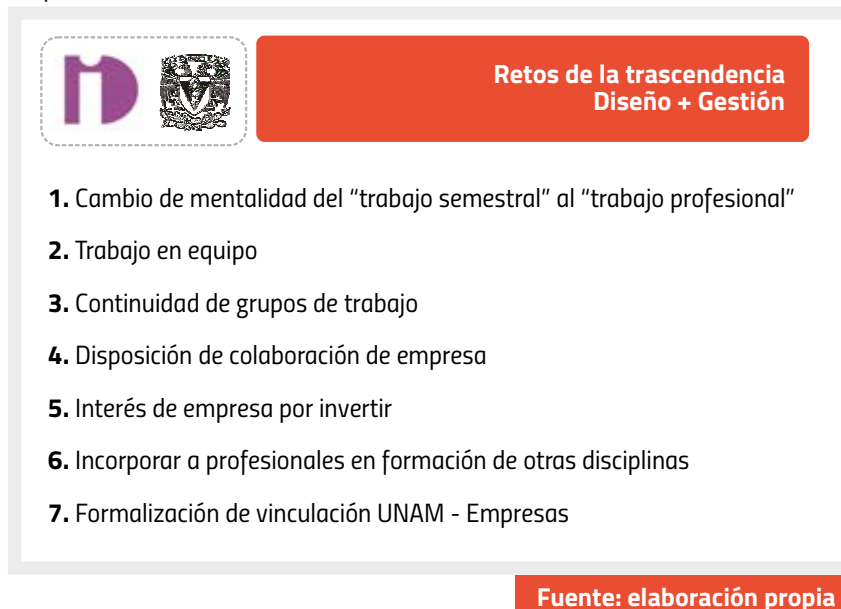 Retos de la trascendencia
Diseño + Gestión
1. Cambio de mentalidad del “trabajo semestral” al “trabajo profesional”
2. Trabajo en equipo
3. Continuidad de grupos de trabajo
4. Disposición de colaboración de empresa
5. Interés de empresa por invertir
6. Incorporar a profesionales en formación de otras disciplinas
7. Formalización de vinculación UNAM - Empresas
Fuente: elaboración propia